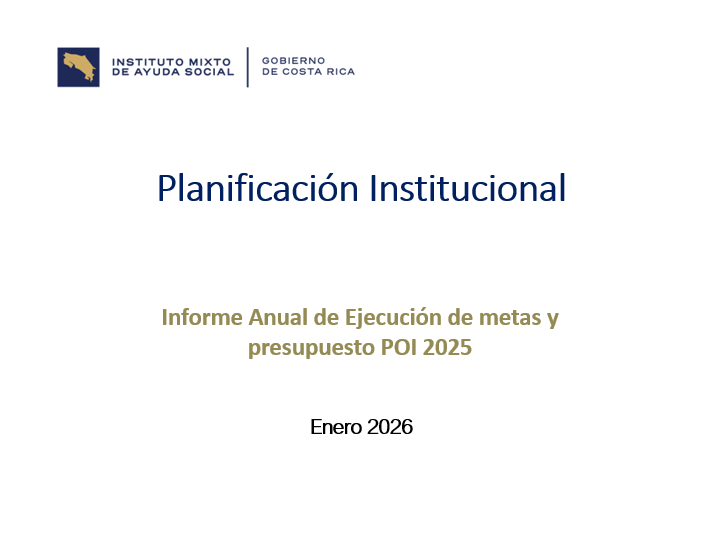 INSTITUTO MIXTO
DE AYUDA SOCIAL
GOBIERNO
DE COSTA RICA
Planificación Institucional
Informe Anual de Ejecución de metas y
presupuesto POI 2025
Enero 2026